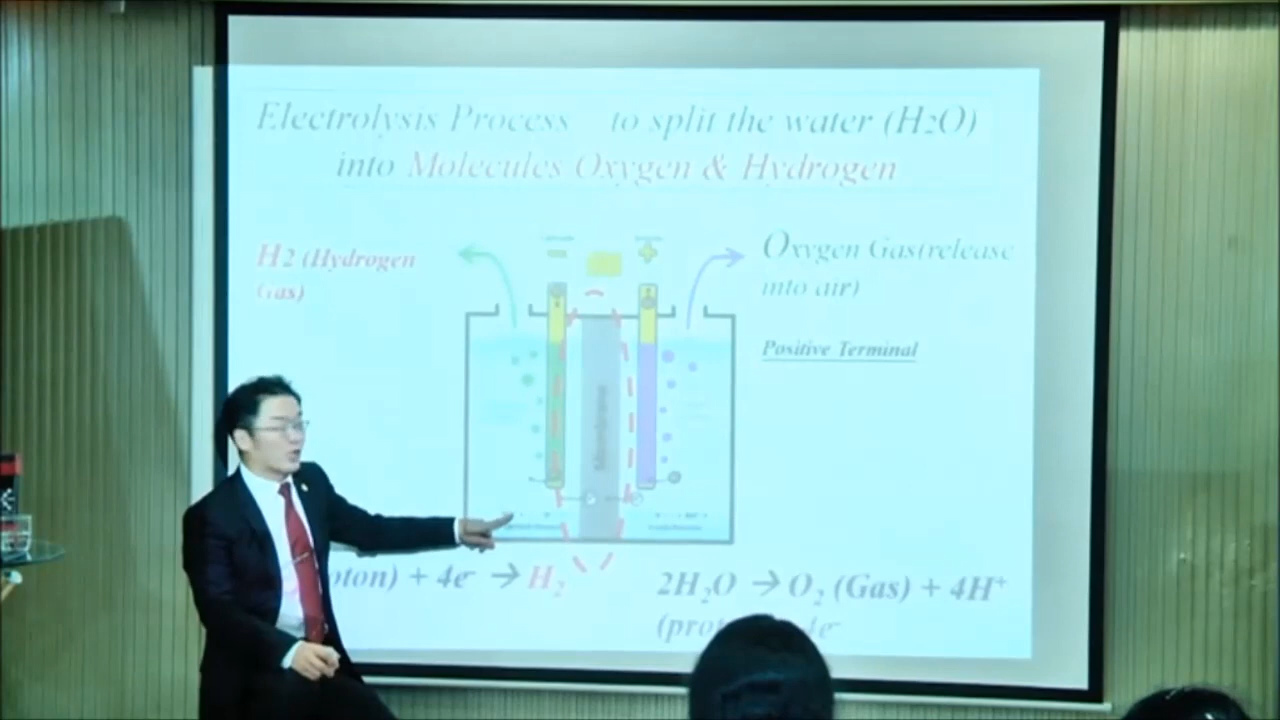 Electrolysis Process to split the water (H2O)
into Molecules Oxygen & Hydrogen
H2 (Hydrogen
Gas)
Oxygen Gas(release
into air)
Positive Terminal
Membrane
oton) + 4e⁻ → H₂
2H₂O → O₂ (Gas) + 4H⁺